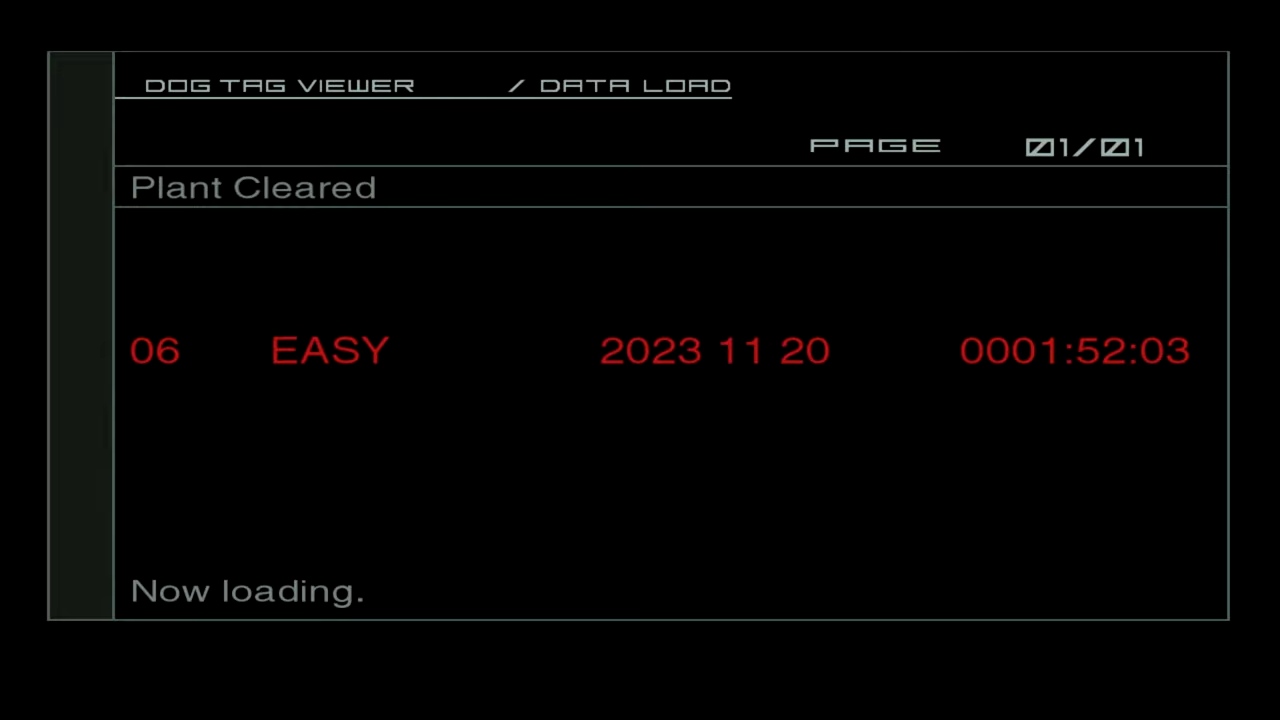 DOG TAG VIEWER / DATA LOAD
PAGE 01/01
Plant Cleared
06 EASY 2023 11 20 0001:52:03
Now loading.